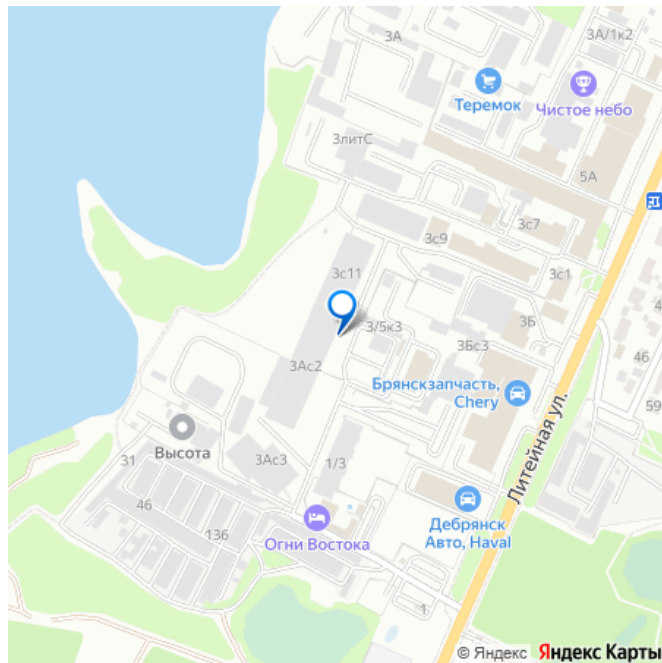 3А
3А/1к2
Теремок
Чистое небо
3литС
5А
3с7
3с9
3с1
3с11
3/5к3
3Б
3Бс3
46
3Ас2
Брянскзапчасть,
Chery
59
Литейная ул.
Высота
3Ас3
1/3
31
46
136
Огни Востока
Дебрянск
Авто, Haval
1
© Яндекс Яндекс Карты